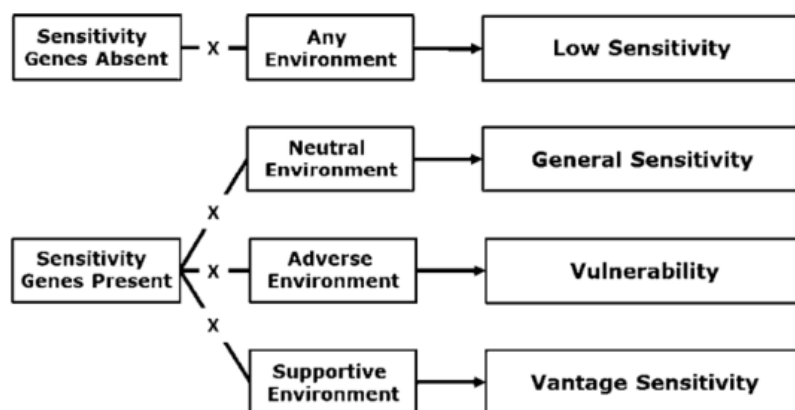 Sensitivity
Genes Absent
X
Any
Environment
Low Sensitivity
Neutral
Environment
General Sensitivity
X
Sensitivity
Genes Present
X
Adverse
Environment
Vulnerability
X
Supportive
Environment
Vantage Sensitivity